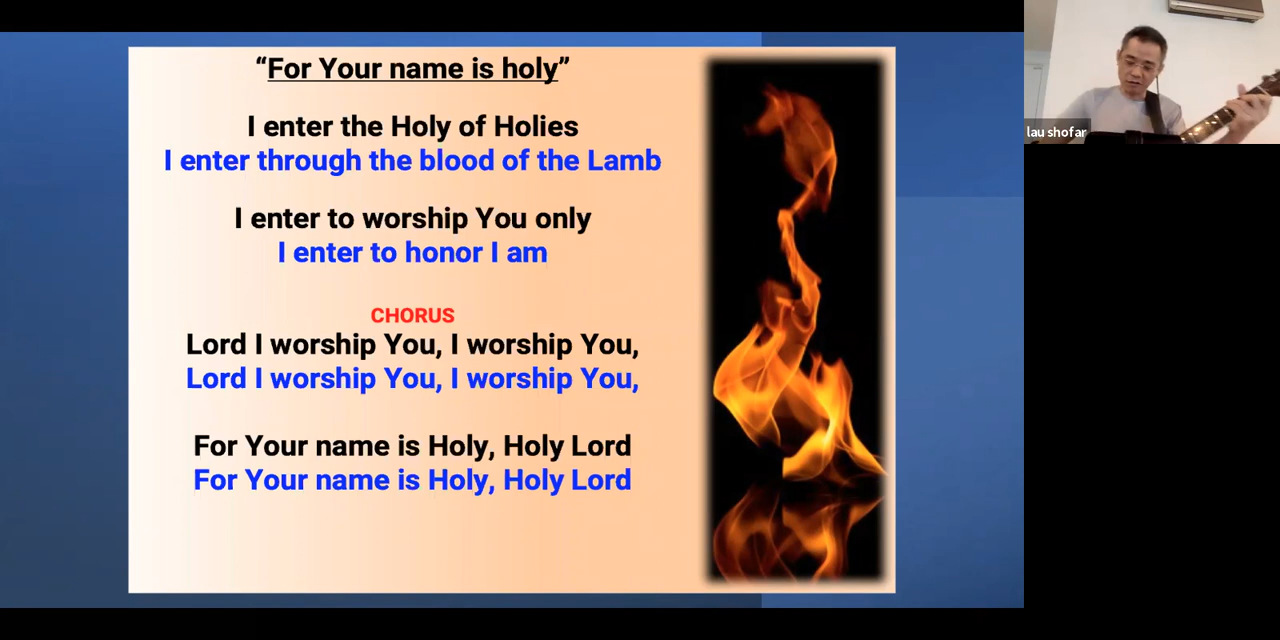 “For Your name is holy”
I enter the Holy of Holies
I enter through the blood of the Lamb
I enter to worship You only
I enter to honor I am
CHORUS
Lord I worship You, I worship You,
Lord I worship You, I worship You,
For Your name is Holy, Holy Lord
For Your name is Holy, Holy Lord
lau shofar